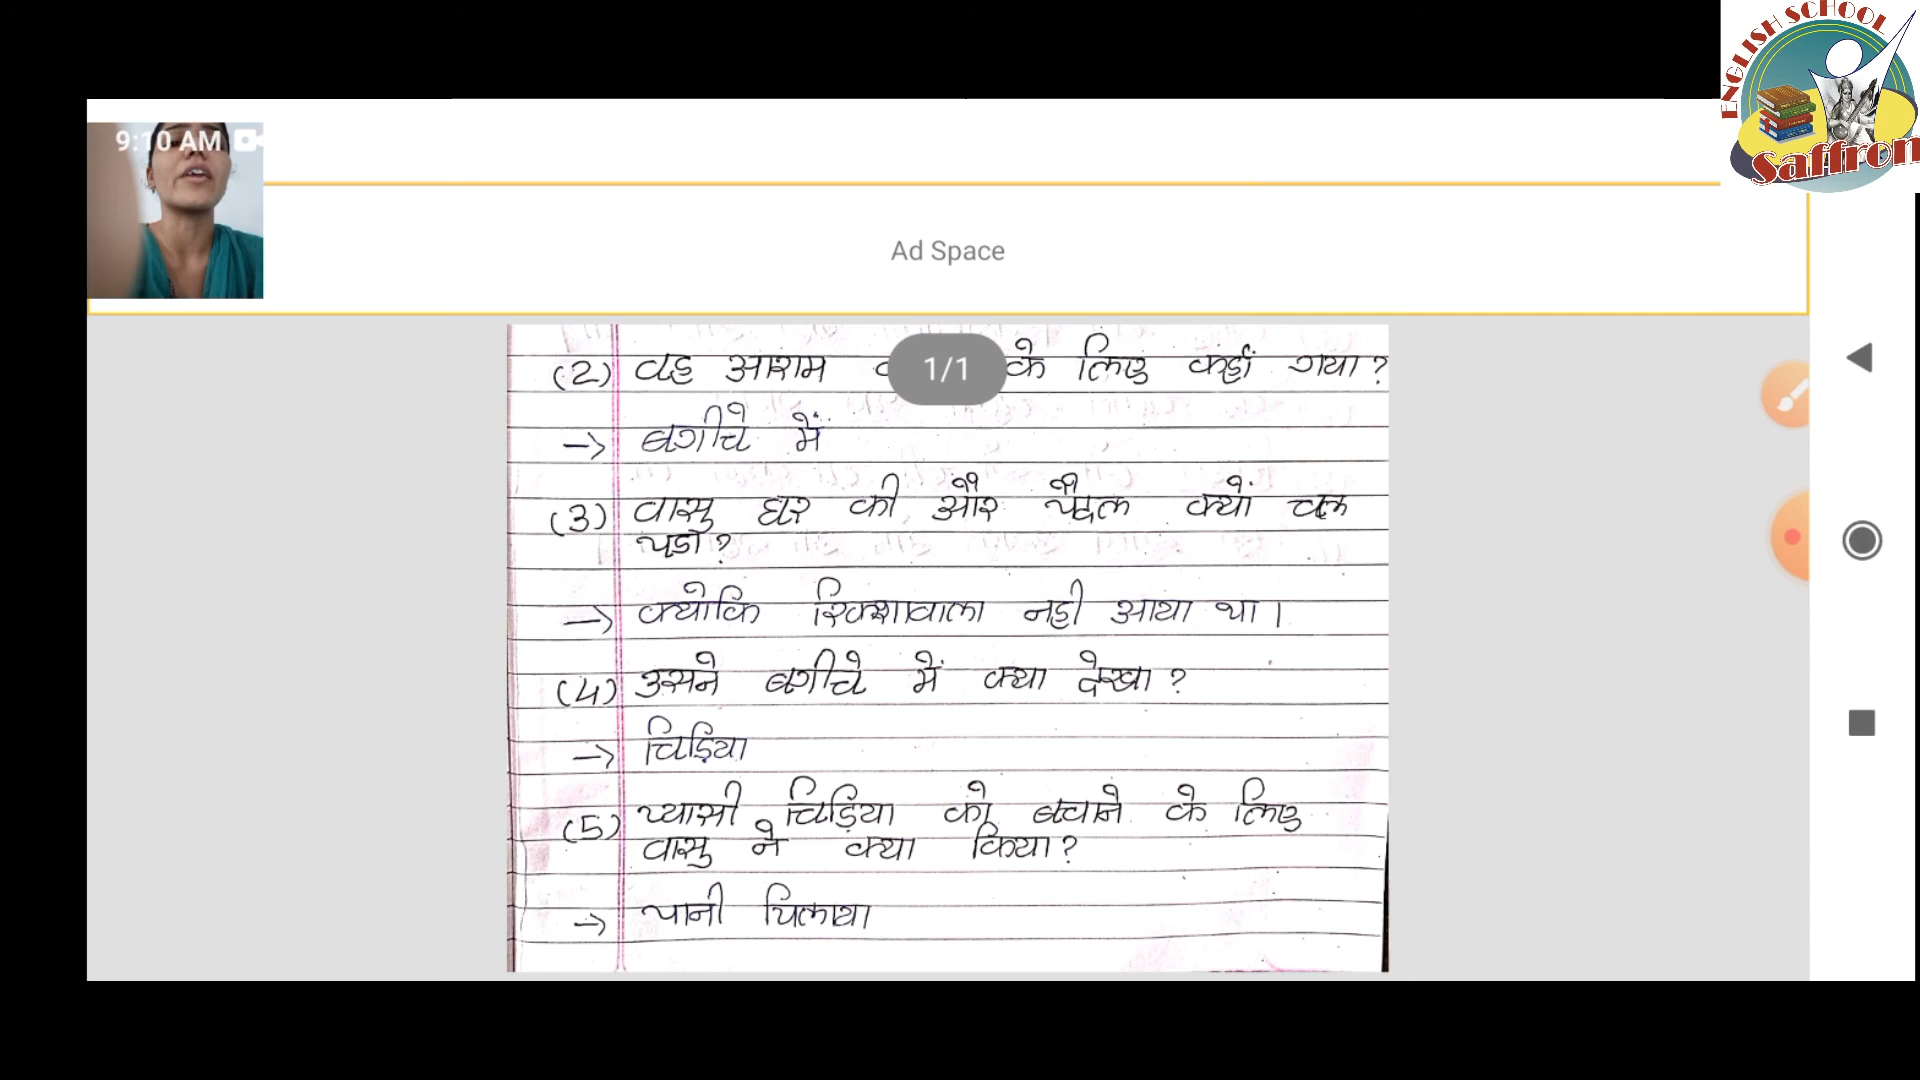 ENGLISH SCHOOL
Saffron
9:10 AM
Ad Space
1/1
(2) वह आराम के लिए कहाँ गया?
→ बगीचे में
(3) वासु घर की और पैदल क्यों चल
पडा?
→ क्योकि रिक्शावाला नही आया था।
(4) उसने बगीचे में क्या देखा?
→ चिड़िया
(5) प्यासी चिड़िया को बचाने के लिए
वासु ने क्या किया?
→ पानी पिलाया